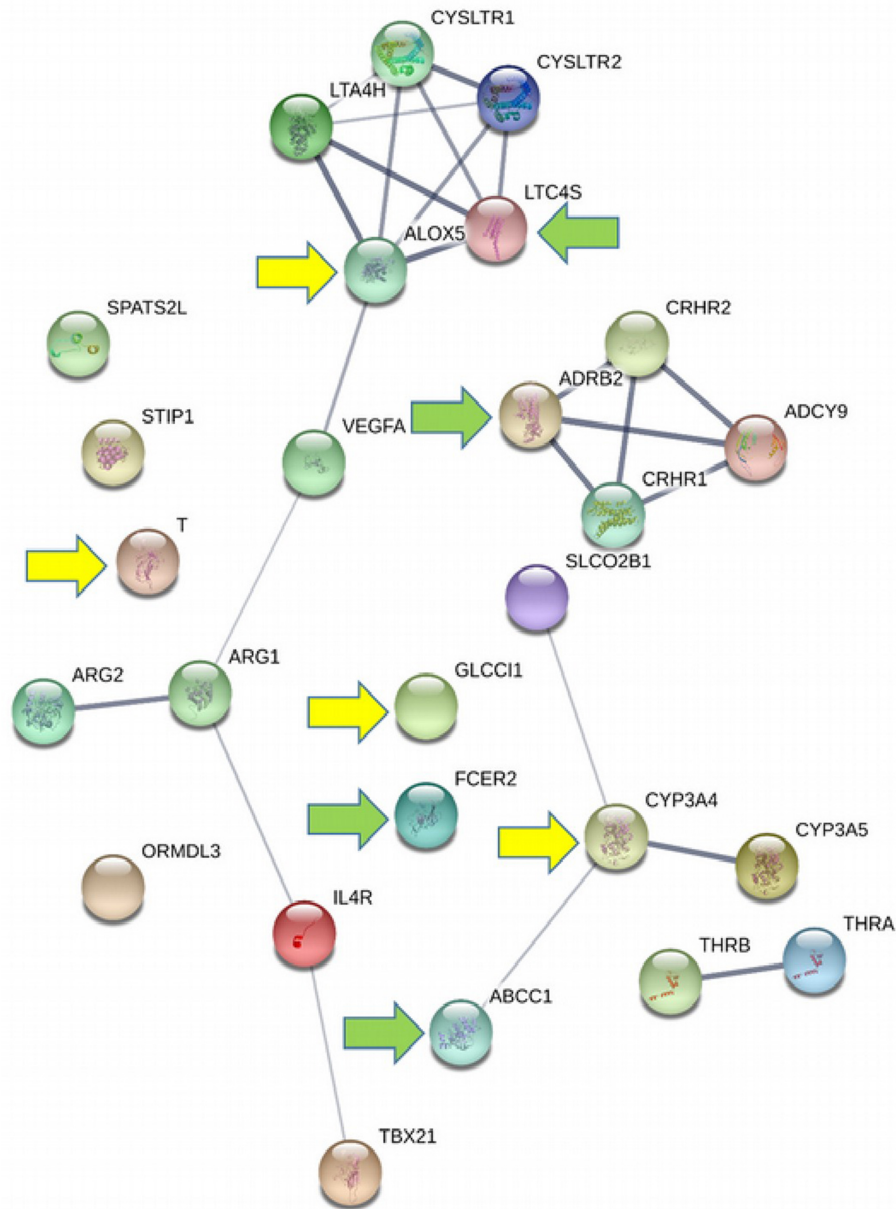 CYSLTR1
CYSLTR2
LTA4H
LTC4S
ALOX5
SPATS2L
CRHR2
ADRB2
STIP1
VEGFA
ADCY9
CRHR1
T
SLCO2B1
ARG1
ARG2
GLCCI1
FCER2
CYP3A4
CYP3A5
ORMDL3
IL4R
THRA
THRB
ABCC1
TBX21